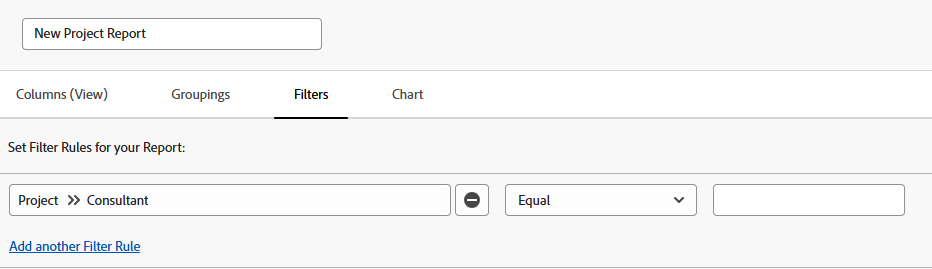 New Project Report
Columns (View) Groupings Filters Chart
Set Filter Rules for your Report:
Project >> Consultant Equal
Add another Filter Rule